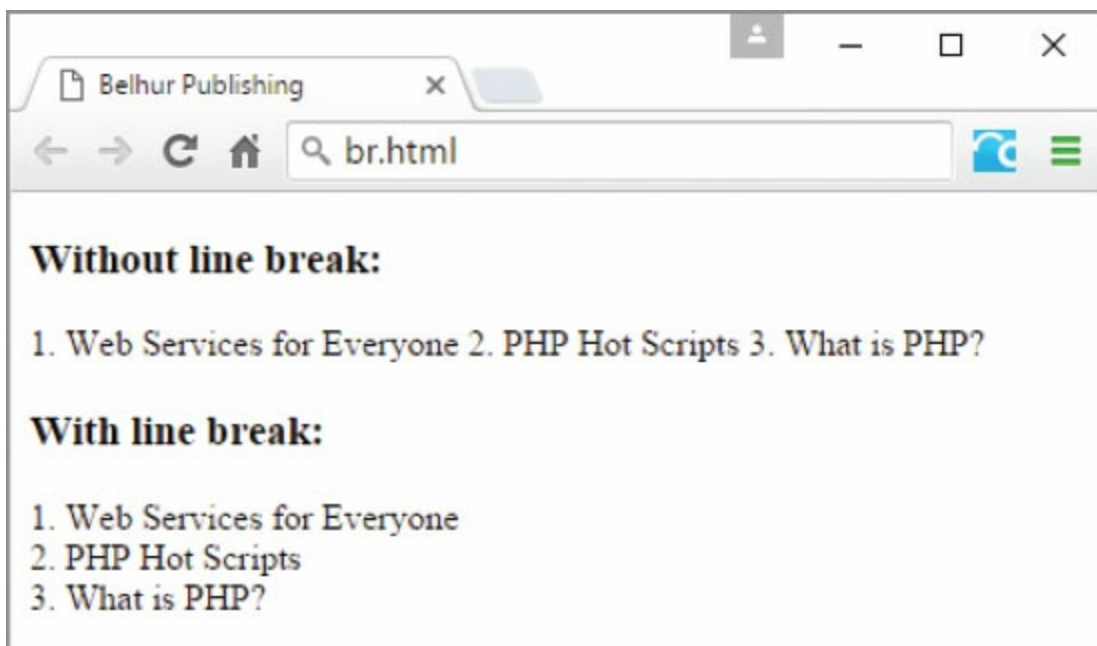 Belhur Publishing
br.html
Without line break:
1. Web Services for Everyone 2. PHP Hot Scripts 3. What is PHP?
With line break:
1. Web Services for Everyone
2. PHP Hot Scripts
3. What is PHP?